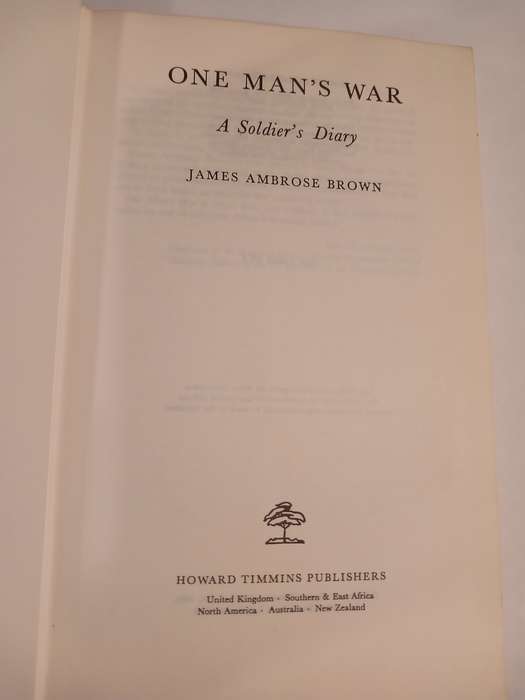 ONE MAN'S WAR
A Soldier's Diary
JAMES AMBROSE BROWN
HOWARD TIMMINS PUBLISHERS
United Kingdom · Southern & East Africa
North America · Australia · New Zealand